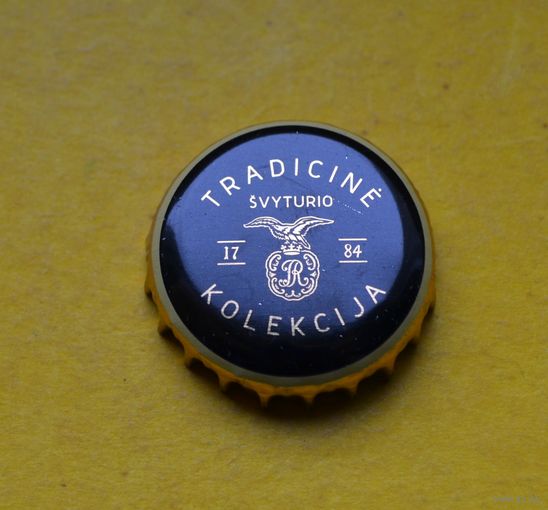 TRADICINĖ
ŠVYTURIO
17 84
R
KOLEKCIJA